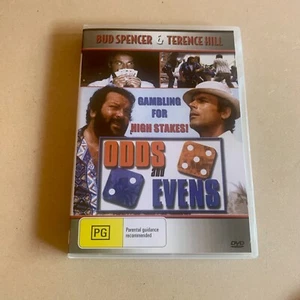 BUD SPENCER & TERENCE HILL
GAMBLING
FOR
HIGH STAKES!
ODDS
AND
EVENS
PG
Parental guidance
recommended
DVD